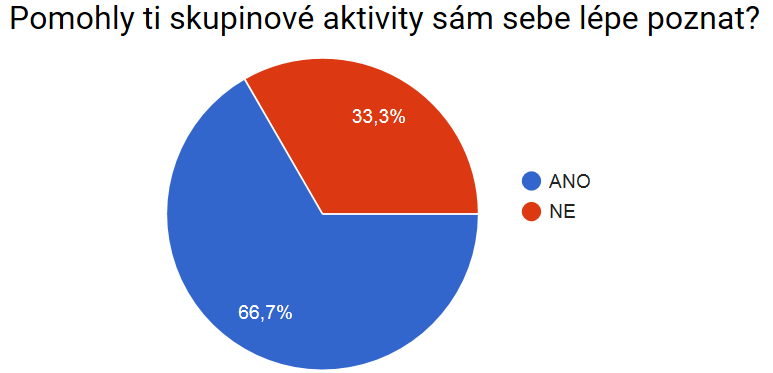 Pomohly ti skupinové aktivity sám sebe lépe poznat?
33,3%
ANO
NE
66,7%